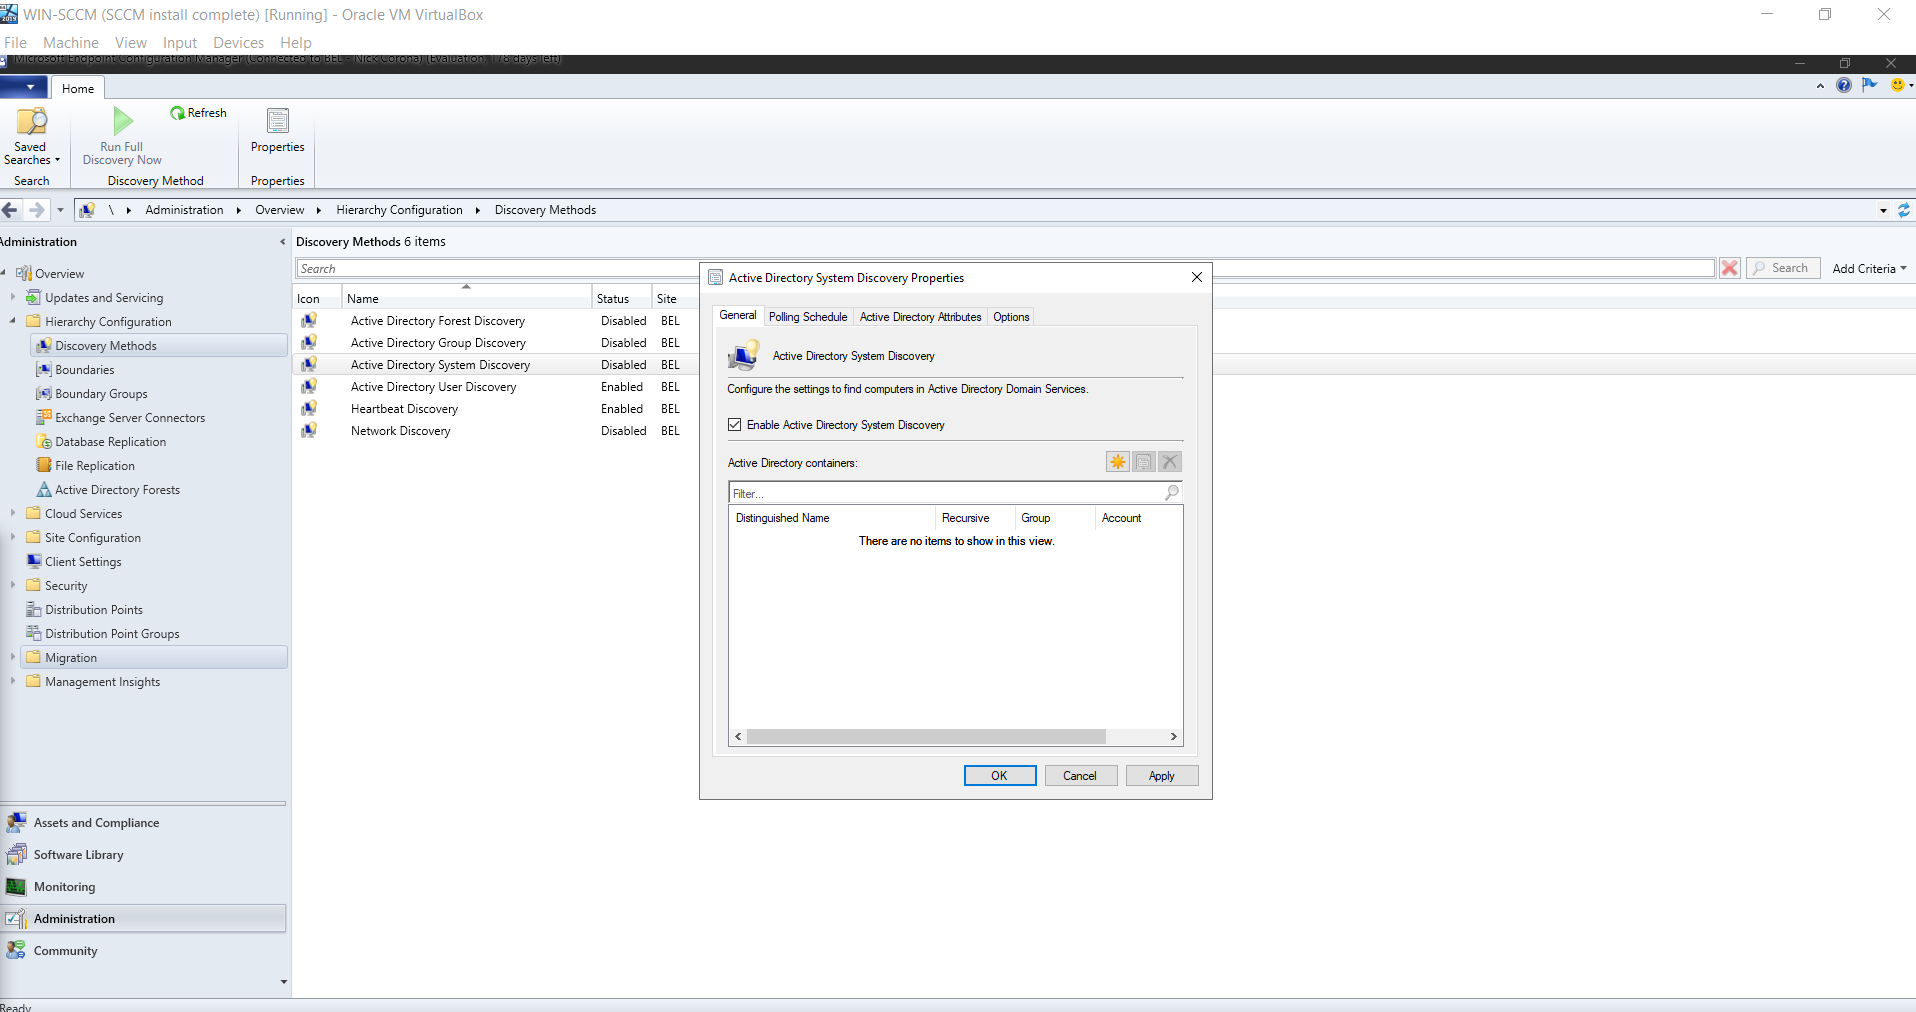 WIN-SCCM (SCCM install complete) [Running] - Oracle VM VirtualBox
File Machine View Input Devices Help
Microsoft Endpoint Configuration Manager (Connected to BEL - Nick Corona) (Evaluation, 178 days left)
Home
Saved Searches
Run Full Discovery Now
Refresh
Properties
Search
Discovery Method
Properties
\ Administration Overview Hierarchy Configuration Discovery Methods
Administration
Overview
Updates and Servicing
Hierarchy Configuration
Discovery Methods
Boundaries
Boundary Groups
Exchange Server Connectors
Database Replication
File Replication
Active Directory Forests
Cloud Services
Site Configuration
Client Settings
Security
Distribution Points
Distribution Point Groups
Migration
Management Insights
Assets and Compliance
Software Library
Monitoring
Administration
Community
Ready
Discovery Methods 6 items
Search
Search
Add Criteria
Icon Name Status Site
Active Directory Forest Discovery Disabled BEL
Active Directory Group Discovery Disabled BEL
Active Directory System Discovery Disabled BEL
Active Directory User Discovery Enabled BEL
Heartbeat Discovery Enabled BEL
Network Discovery Disabled BEL
Active Directory System Discovery Properties
General Polling Schedule Active Directory Attributes Options
Active Directory System Discovery
Configure the settings to find computers in Active Directory Domain Services.
Enable Active Directory System Discovery
Active Directory containers:
Filter...
Distinguished Name Recursive Group Account
There are no items to show in this view.
OK Cancel Apply